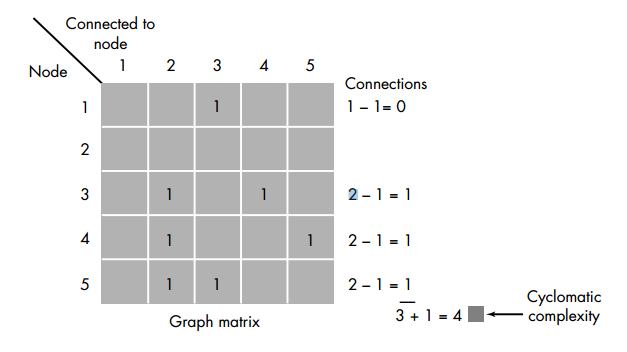 Connected to
node
Node
1 2 3 4 5
Connections
1 1 1 – 1= 0
2
3 1 1 2 – 1 = 1
4 1 1 2 – 1 = 1
5 1 1 2 – 1 = 1
3 + 1 = 4
Cyclomatic
complexity
Graph matrix